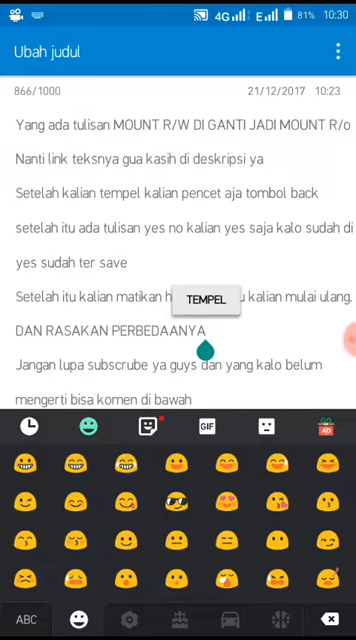 4G E 81% 10:30
Ubah judul
866/1000 21/12/2017 10:23
Yang ada tulisan MOUNT R/W DI GANTI JADI MOUNT R/o
Nanti link teksnya gua kasih di deskripsi ya
Setelah kalian tempel kalian pencet aja tombol back
setelah itu ada tulisan yes no kalian yes saja kalo sudah di
yes sudah ter save
Setelah itu kalian matikan h kalian mulai ulang.
TEMPEL
DAN RASAKAN PERBEDAANYA
Jangan lupa subscrube ya guys dan yang kalo belum
mengerti bisa komen di bawah
GIF AD
ABC